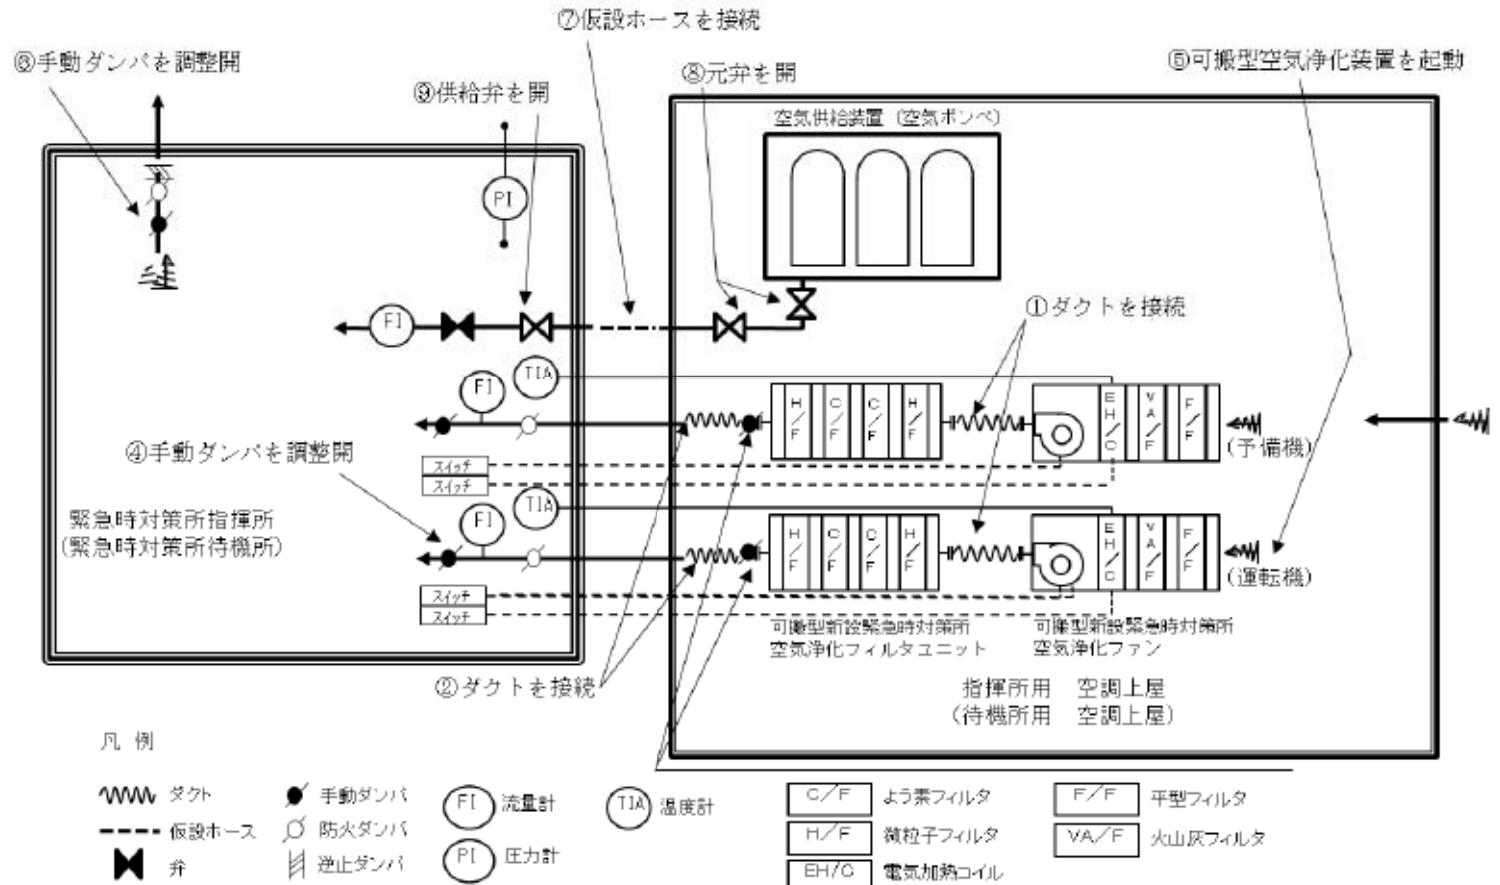 ⑦仮設ホースを接続
⑥手動ダンパを調整開
⑧元弁を開
⑤可搬型空気浄化装置を起動
⑨供給弁を開
空気供給装置（空気ボンベ）
PI
①ダクトを接続
FI
TIA
FI
H/F
C/F
C/F
H/F
EH/C
VA/F
F/F
（予備機）
④手動ダンパを調整開
スイッチ
スイッチ
TIA
FI
緊急時対策所指揮所
（緊急時対策所待機所）
H/F
C/F
C/F
H/F
EH/C
VA/F
F/F
（運転機）
スイッチ
スイッチ
可搬型新設緊急時対策所
空気浄化フィルタユニット
可搬型新設緊急時対策所
空気浄化ファン
②ダクトを接続
指揮所用 空調上屋
（待機所用 空調上屋）
凡 例
ダクト
手動ダンパ
FI
流量計
TIA
温度計
C/F
よう素フィルタ
F/F
平型フィルタ
仮設ホース
防火ダンパ
H/F
微粒子フィルタ
VA/F
火山灰フィルタ
弁
逆止ダンパ
PI
圧力計
EH/C
電気加熱コイル